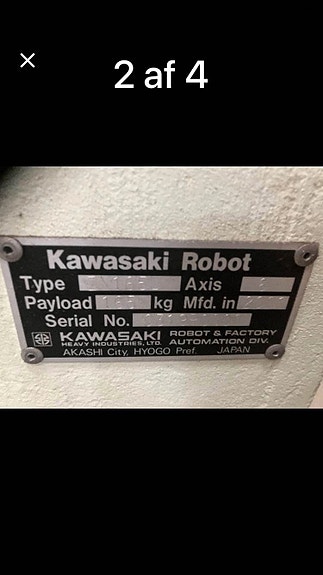 2 af 4
Kawasaki Robot
Type Axis
Payload kg Mfd. in
Serial No.
KAWASAKI ROBOT & FACTORY
HEAVY INDUSTRIES, LTD. AUTOMATION DIV.
AKASHI City, HYOGO Pref. JAPAN